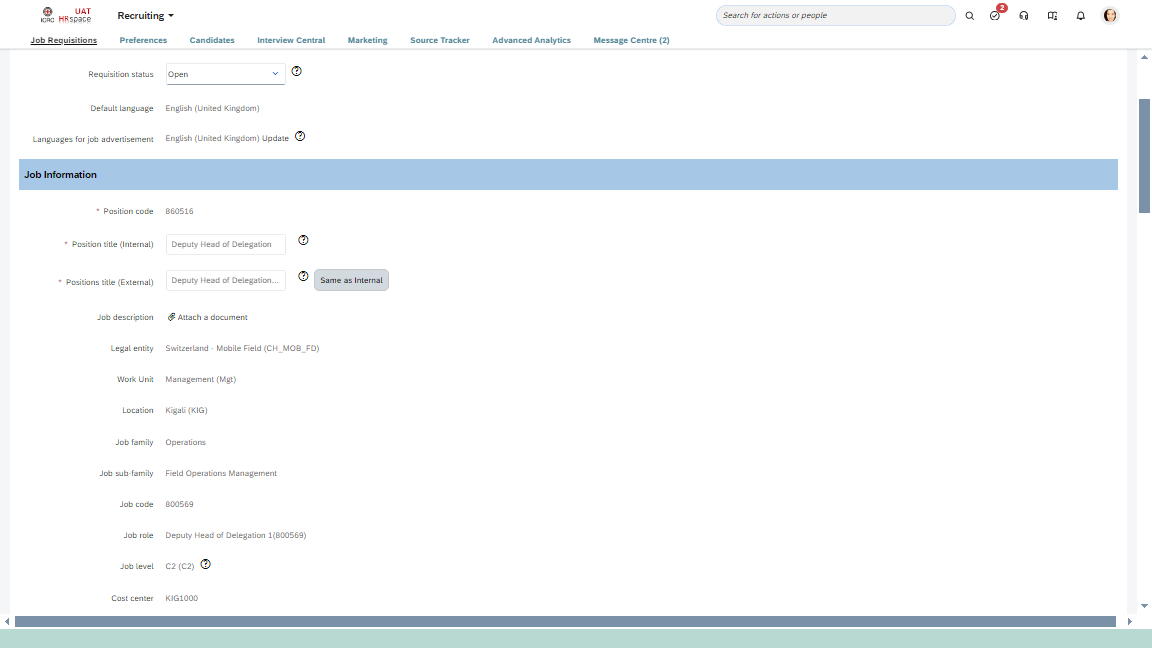 ICRC UAT HRspace Recruiting Search for actions or people 2
Job Requisitions Preferences Candidates Interview Central Marketing Source Tracker Advanced Analytics Message Centre (2)
Requisition status Open
Default language English (United Kingdom)
Languages for job advertisement English (United Kingdom) Update
Job Information
* Position code 860516
* Position title (Internal) Deputy Head of Delegation
* Positions title (External) Deputy Head of Delegation... Same as Internal
Job description Attach a document
Legal entity Switzerland - Mobile Field (CH_MOB_FD)
Work Unit Management (Mgt)
Location Kigali (KIG)
Job family Operations
Job sub-family Field Operations Management
Job code 800569
Job role Deputy Head of Delegation 1(800569)
Job level C2 (C2)
Cost center KIG1000